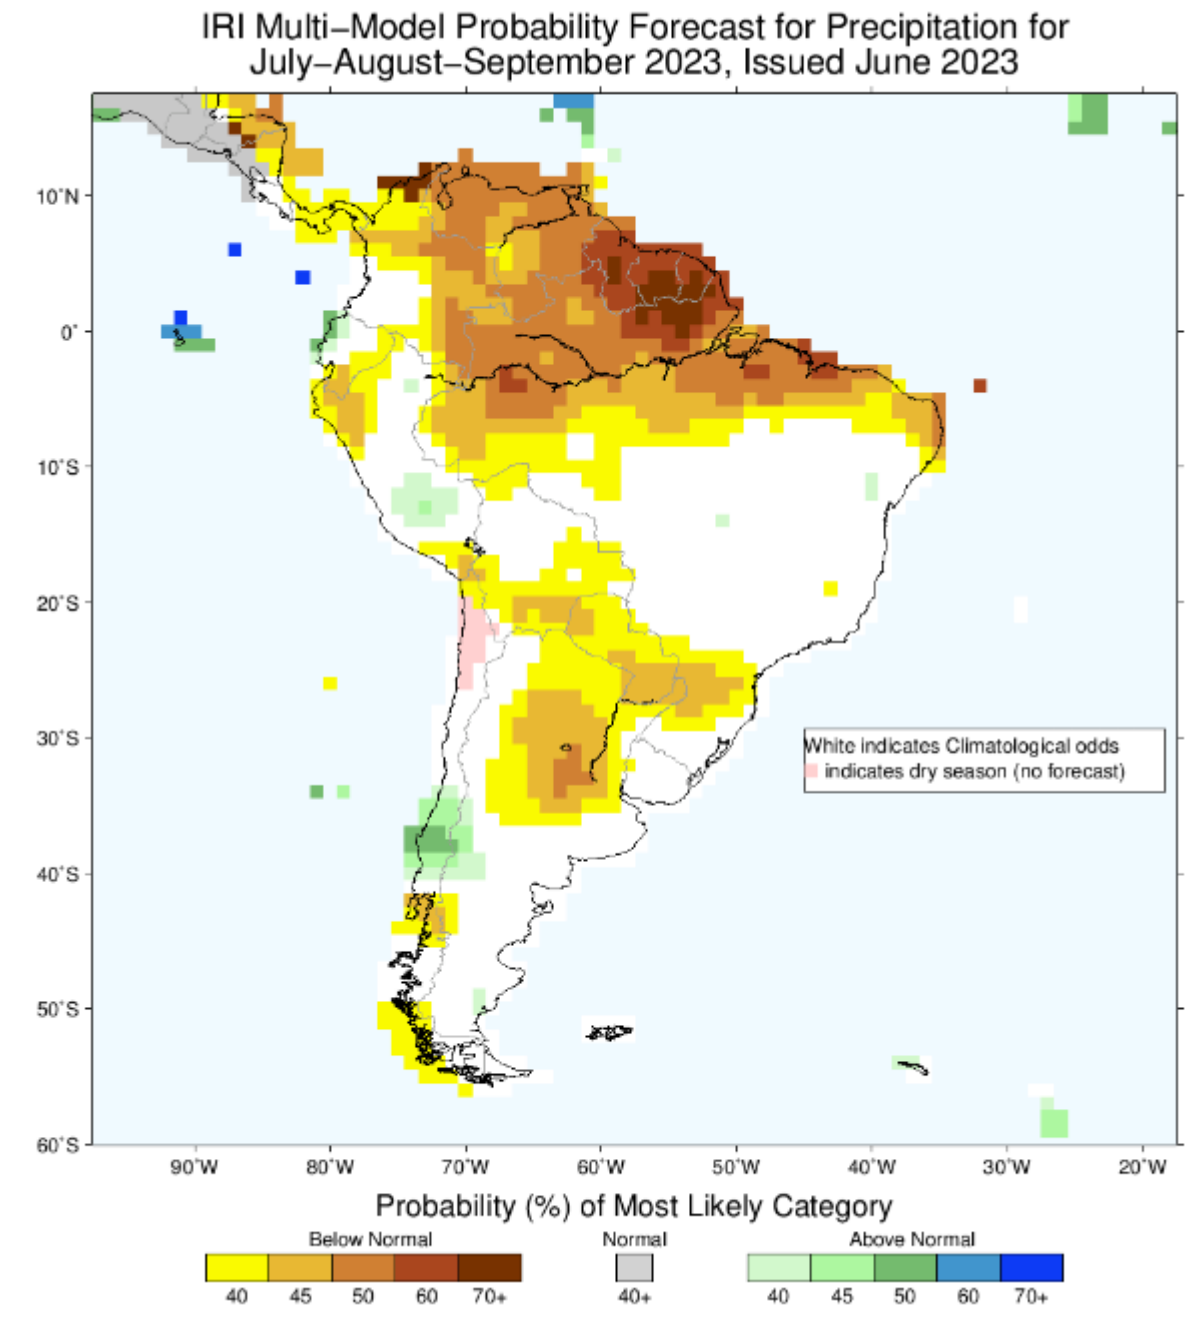 IRI Multi−Model Probability Forecast for Precipitation for
July−August−September 2023, Issued June 2023
10˚N
0˚
10˚S
20˚S
30˚S
40˚S
50˚S
60˚S
White indicates Climatological odds
indicates dry season (no forecast)
90˚W 80˚W 70˚W 60˚W 50˚W 40˚W 30˚W 20˚W
Probability (%) of Most Likely Category
Below Normal Normal Above Normal
40 45 50 60 70+ 40+ 40 45 50 60 70+